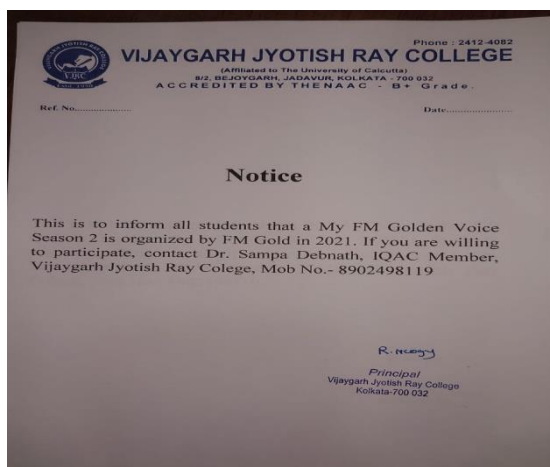 Phone : 2412-4082
VIJAYGARH JYOTISH RAY COLLEGE
(Affiliated to The University of Calcutta)
8/2, BEJOYGARH, JADAVUR, KOLKATA - 700 032
ACCREDITED BY THENAAC - B+ Grade.
Ref. No...................
Date......................
Notice
This is to inform all students that a My FM Golden Voice
Season 2 is organized by FM Gold in 2021. If you are willing
to participate, contact Dr. Sampa Debnath, IQAC Member,
Vijaygarh Jyotish Ray Colege, Mob No.- 8902498119
R. Neogy
Principal
Vijaygarh Jyotish Ray College
Kolkata-700 032